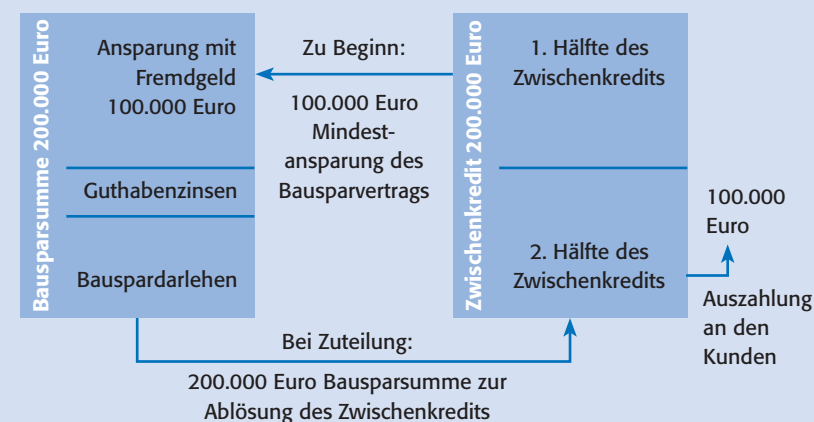 Bausparsumme 200.000 Euro
Ansparung mit
Fremdgeld
100.000 Euro
Guthabenzinsen
Bauspardarlehen
Zu Beginn:
100.000 Euro
Mindest-
ansparung des
Bausparvertrags
Zwischenkredit 200.000 Euro
1. Hälfte des
Zwischenkredits
2. Hälfte des
Zwischenkredits
100.000
Euro
Auszahlung
an den
Kunden
Bei Zuteilung:
200.000 Euro Bausparsumme zur
Ablösung des Zwischenkredits